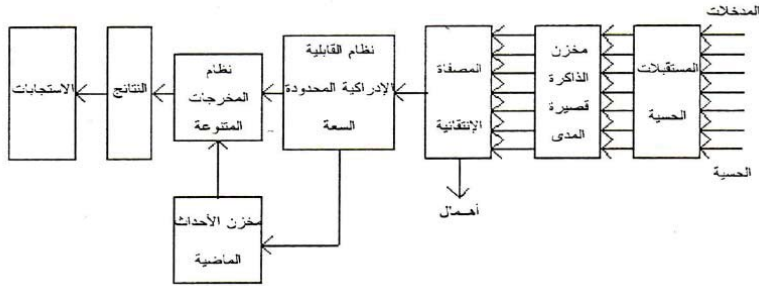 المدخلات
الحسية
المستقبلات
الحسية
مخزن
الذاكرة
قصيرة
المدى
المصفاة
الإنتقائية
أهمال
نظام القابلية
الإدراكية المحدودة
السعة
نظام
المخرجات
المتنوعة
النتائج
الاستجابات
مخزن الأحداث
الماضية